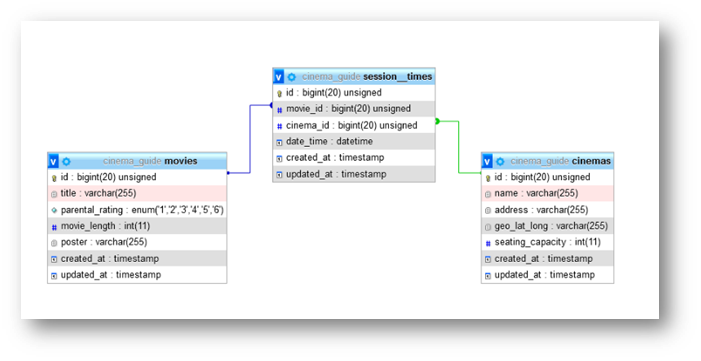 cinema_guide session__times
id : bigint(20) unsigned
movie_id : bigint(20) unsigned
cinema_id : bigint(20) unsigned
date_time : datetime
created_at : timestamp
updated_at : timestamp
cinema_guide movies
id : bigint(20) unsigned
title : varchar(255)
parental_rating : enum('1','2','3','4','5','6')
movie_length : int(11)
poster : varchar(255)
created_at : timestamp
updated_at : timestamp
cinema_guide cinemas
id : bigint(20) unsigned
name : varchar(255)
address : varchar(255)
geo_lat_long : varchar(255)
seating_capacity : int(11)
created_at : timestamp
updated_at : timestamp